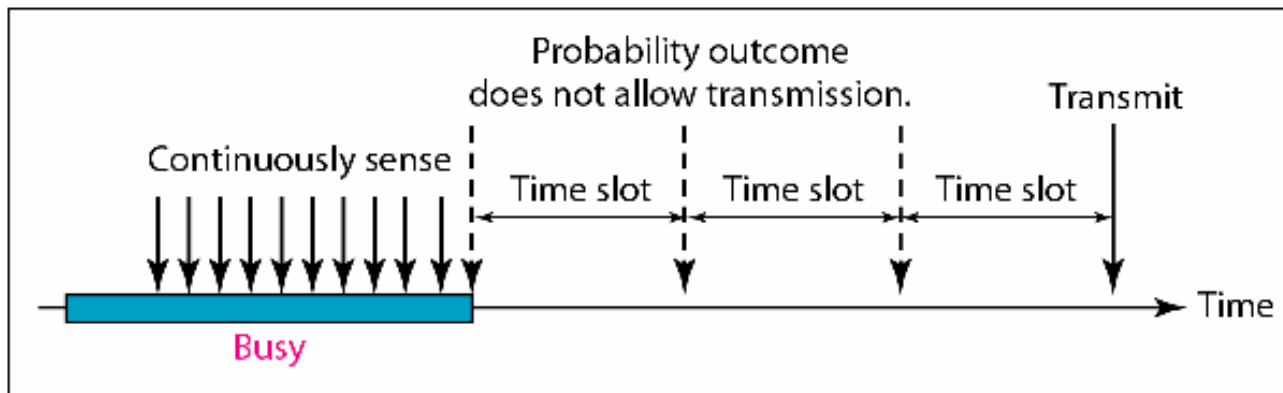 Probability outcome
does not allow transmission.
Transmit
Continuously sense
Time slot
Time slot
Time slot
Time
Busy